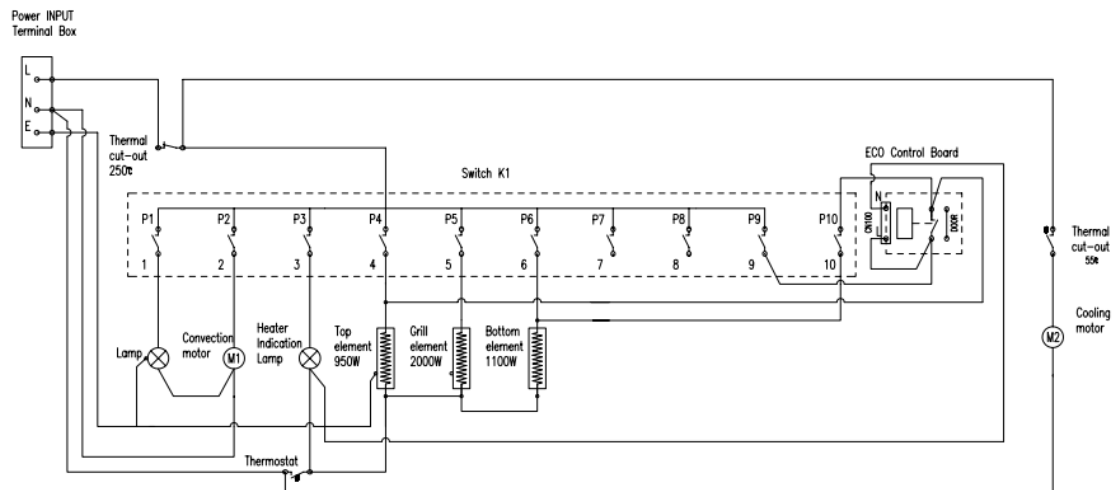 Power INPUT
Terminal Box
L
N
E
Thermal
cut-out
250℃
Switch K1
ECO Control Board
P1
P2
P3
P4
P5
P6
P7
P8
P9
P10
N
CN100
L
DOOR
1
2
3
4
5
6
7
8
9
10
Thermal
cut-out
55℃
Lamp
Convection
motor
M1
Heater
Indication
Lamp
Top
element
950W
Grill
element
2000W
Bottom
element
1100W
Cooling
motor
M2
Thermostat